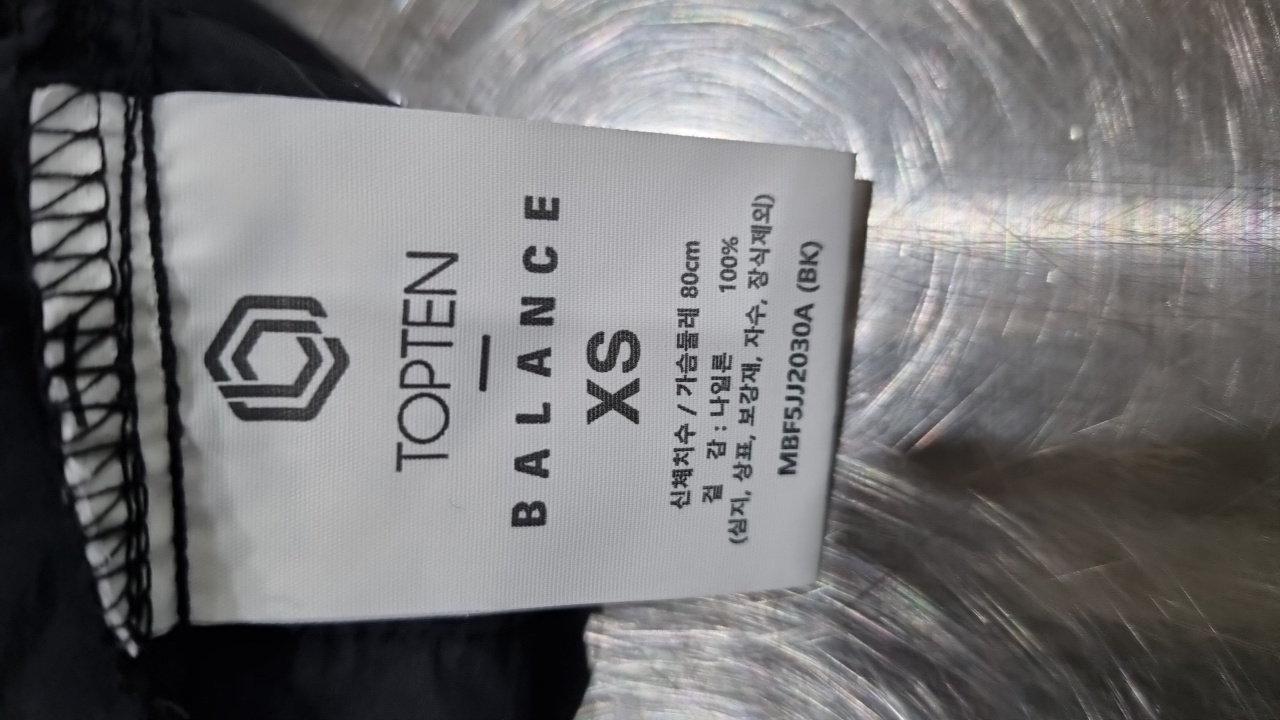 TOPTEN
BALANCE
XS
신체치수 / 가슴둘레 80cm
겉 감 : 나일론 100%
(심지, 상표, 보강재, 자수, 장식제외)
MBF5JJ2030A (BK)